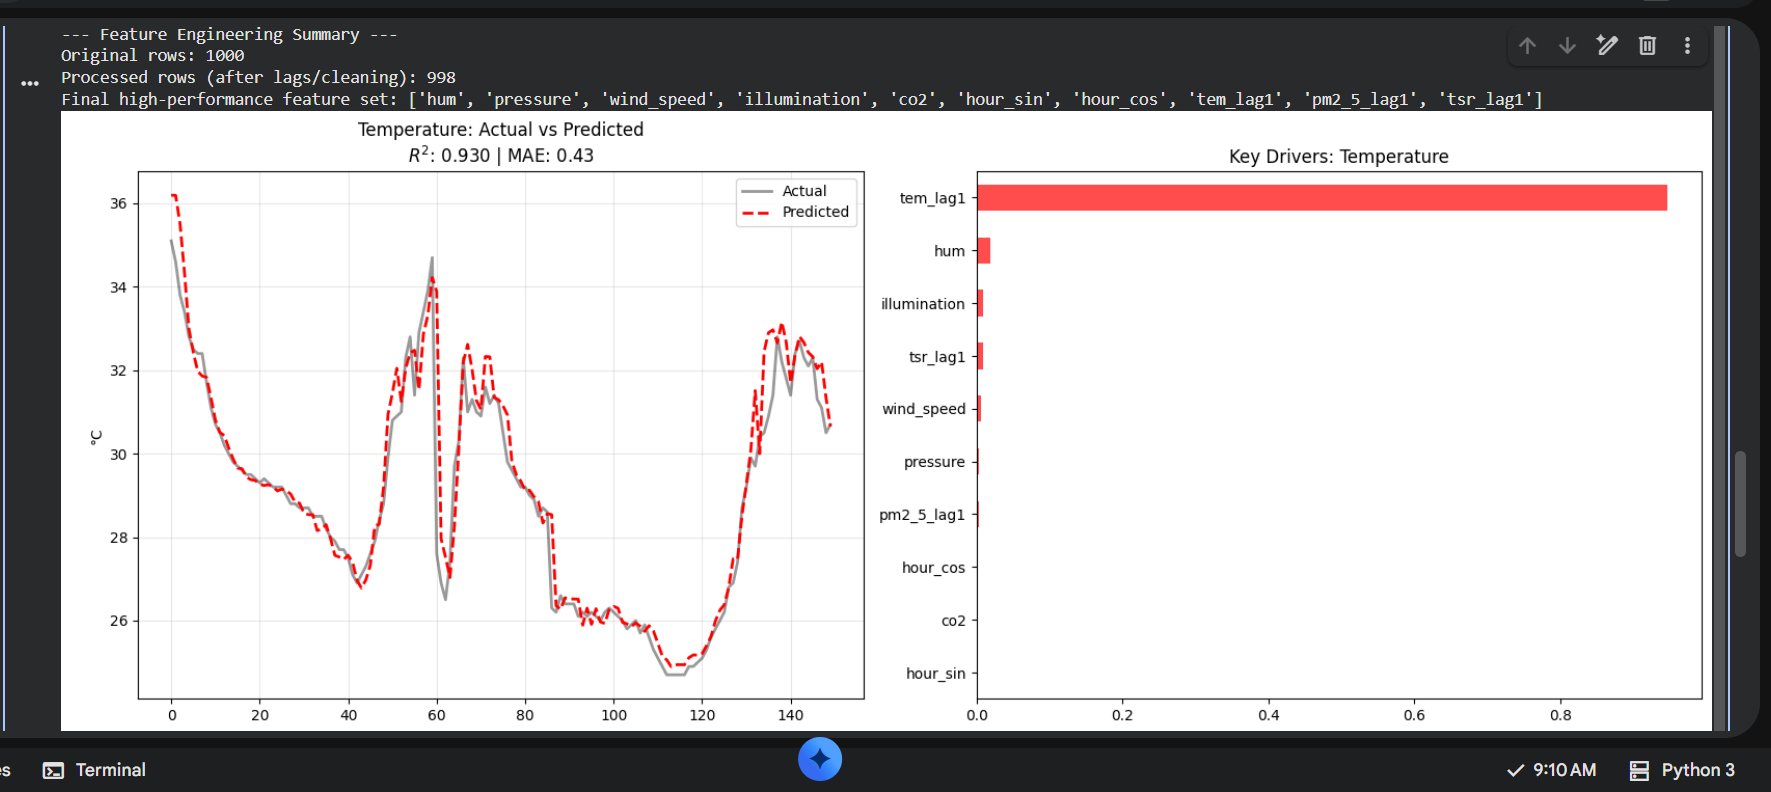 --- Feature Engineering Summary ---
Original rows: 1000
Processed rows (after lags/cleaning): 998
Final high-performance feature set: ['hum', 'pressure', 'wind_speed', 'illumination', 'co2', 'hour_sin', 'hour_cos', 'tem_lag1', 'pm2_5_lag1', 'tsr_lag1']
Temperature: Actual vs Predicted
R²: 0.930 | MAE: 0.43
Actual
Predicted
36
34
32
30
28
26
°C
0 20 40 60 80 100 120 140
Key Drivers: Temperature
tem_lag1
hum
illumination
tsr_lag1
wind_speed
pressure
pm2_5_lag1
hour_cos
co2
hour_sin
0.0 0.2 0.4 0.6 0.8
es Terminal 9:10 AM Python 3